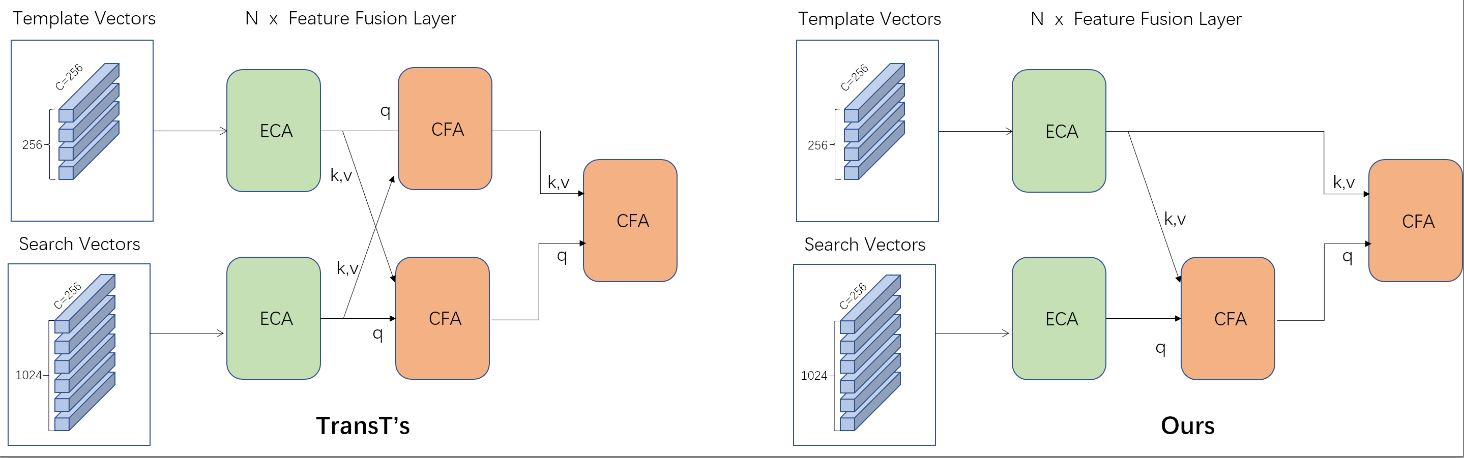 Template Vectors
N x Feature Fusion Layer
C=256
256
ECA
q
CFA
k,v
k,v
CFA
Search Vectors
C=256
1024
ECA
k,v
q
CFA
q
TransT's
Template Vectors
N x Feature Fusion Layer
C=256
256
ECA
k,v
k,v
CFA
Search Vectors
C=256
1024
ECA
q
CFA
q
Ours